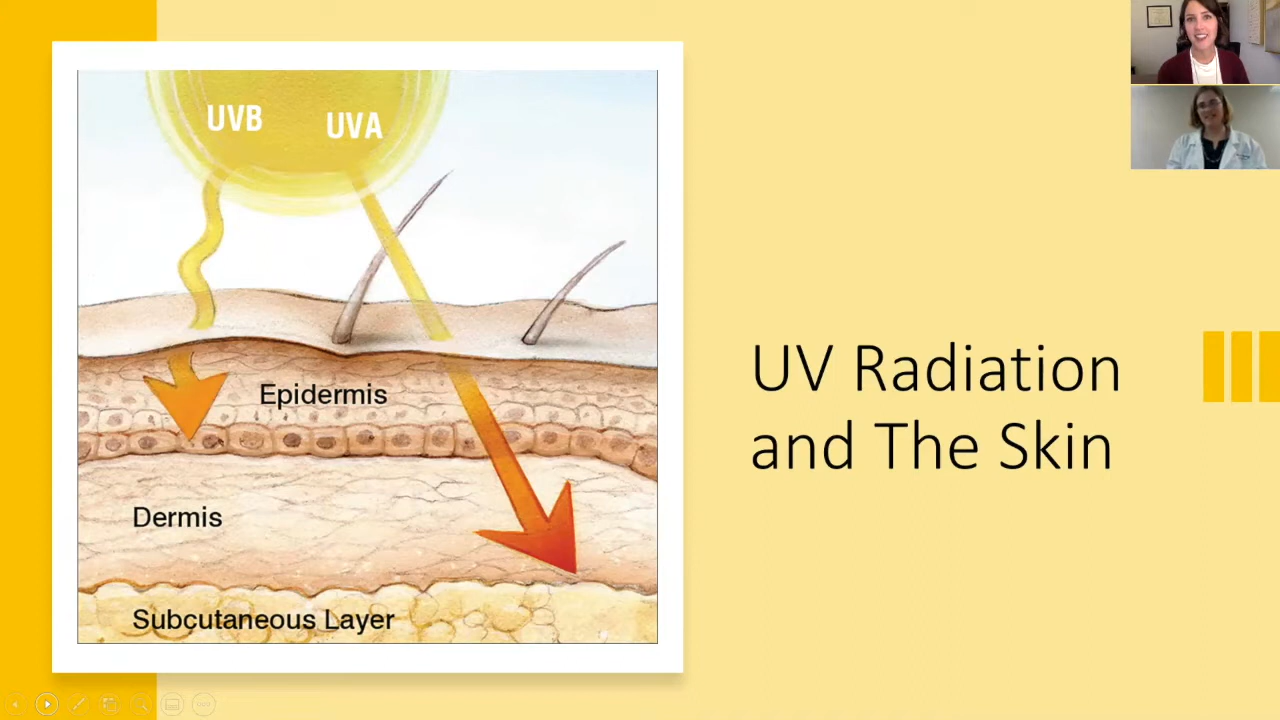 UVB
UVA
Epidermis
Dermis
Subcutaneous Layer
UV Radiation
and The Skin